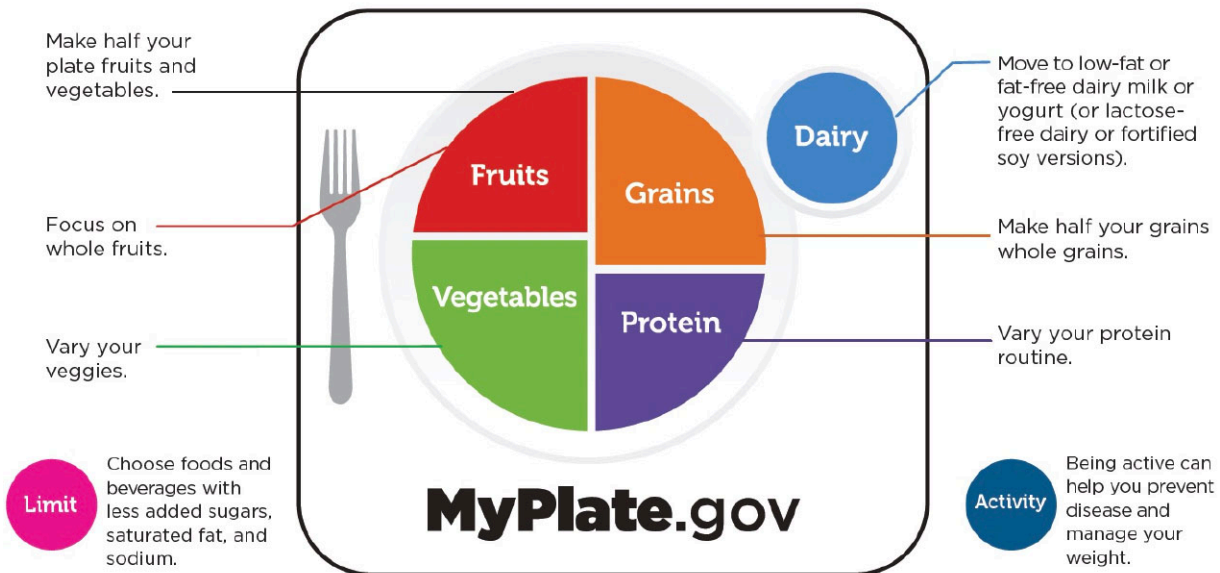 Make half your
plate fruits and
vegetables.
Focus on
whole fruits.
Vary your
veggies.
Fruits
Grains
Vegetables
Protein
Dairy
Move to low-fat or
fat-free dairy milk or
yogurt (or lactose-
free dairy or fortified
soy versions).
Make half your grains
whole grains.
Vary your protein
routine.
Limit
Choose foods and
beverages with
less added sugars,
saturated fat, and
sodium.
MyPlate.gov
Activity
Being active can
help you prevent
disease and
manage your
weight.